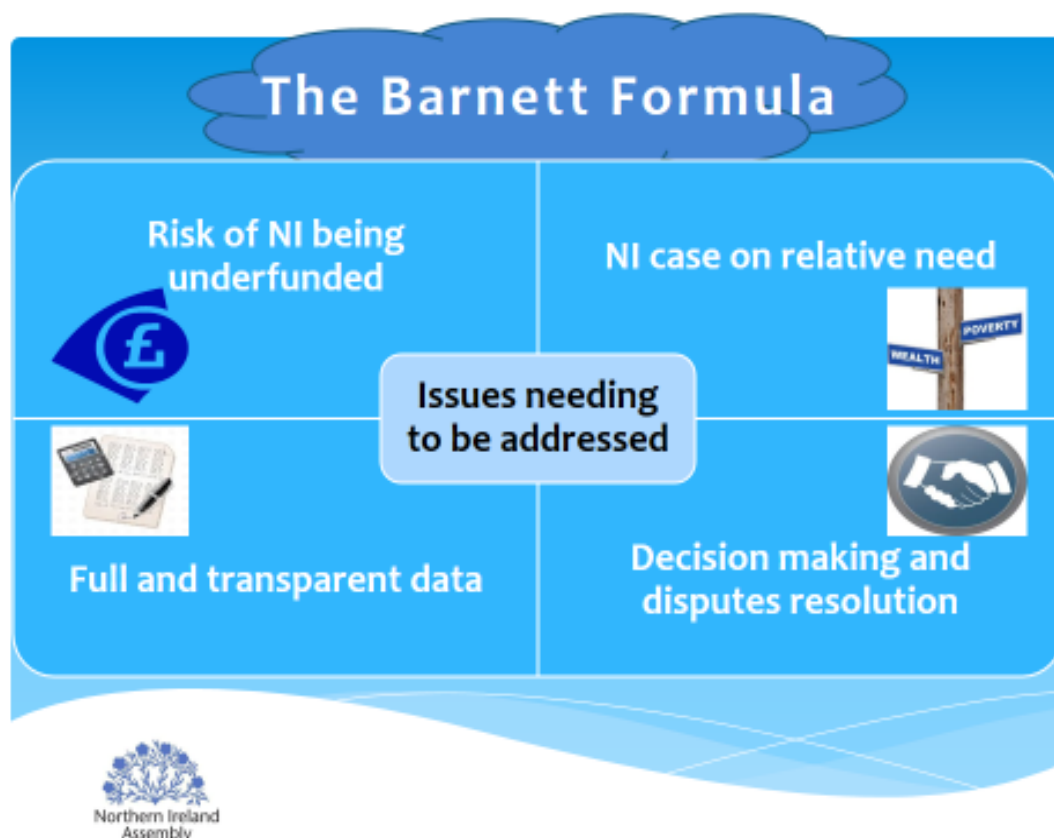 The Barnett Formula
Risk of NI being
underfunded
£
NI case on relative need
WEALTH
POVERTY
Issues needing
to be addressed
Full and transparent data
Decision making and
disputes resolution
Northern Ireland
Assembly